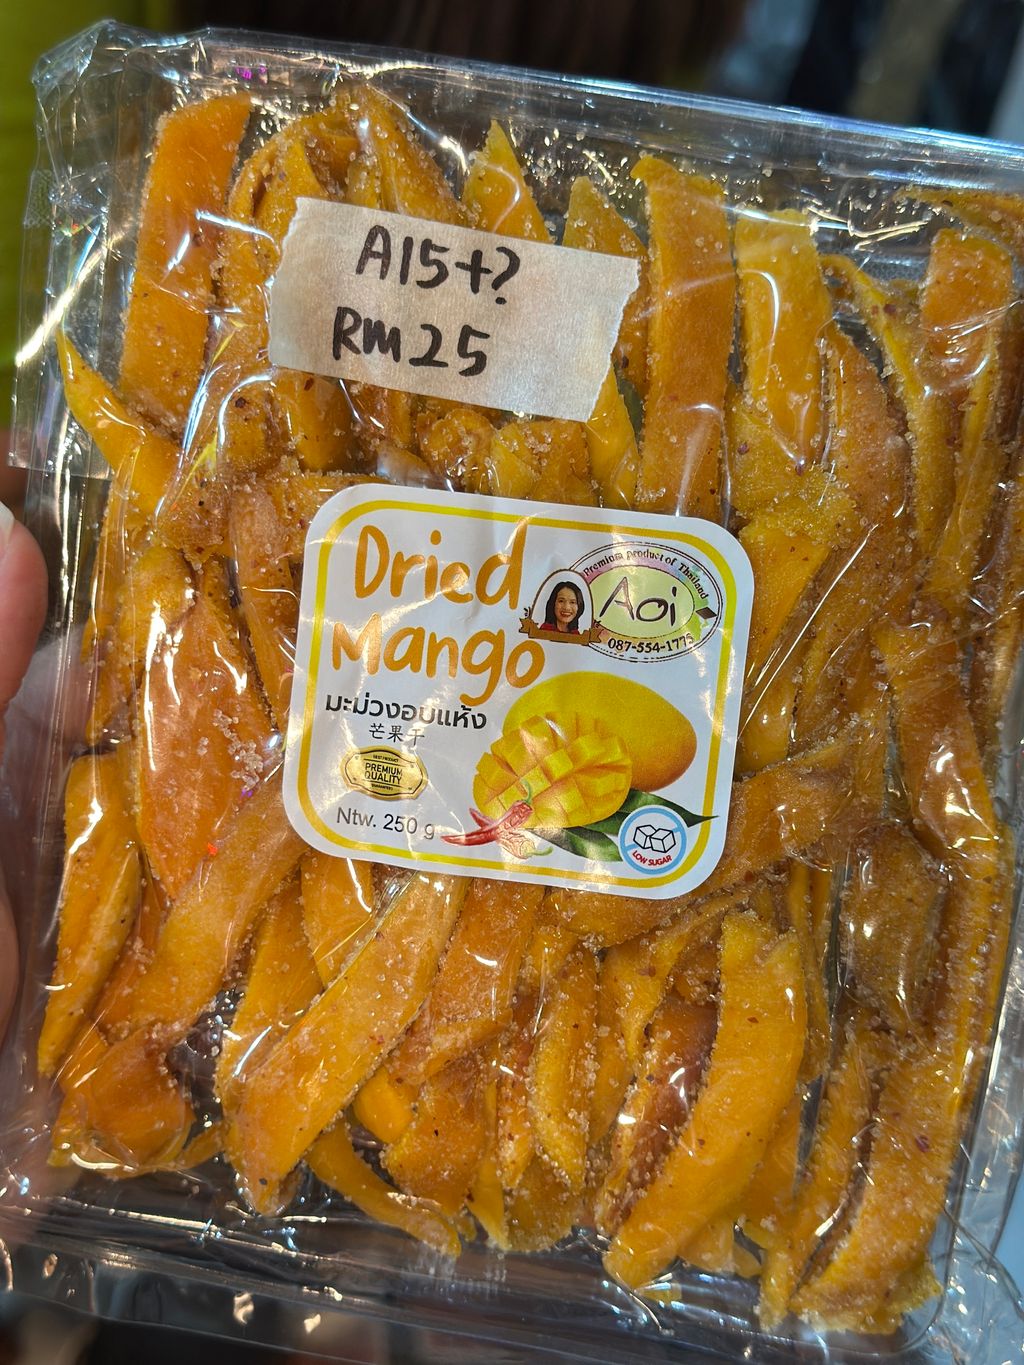 A15+?
RM25
Dried
Mango
Premium product of Thailand
Aoi
087-554-1775
มะม่วงอบแห้ง
芒果干
PREMIUM
QUALITY
Ntw. 250 g
LOW SUGAR